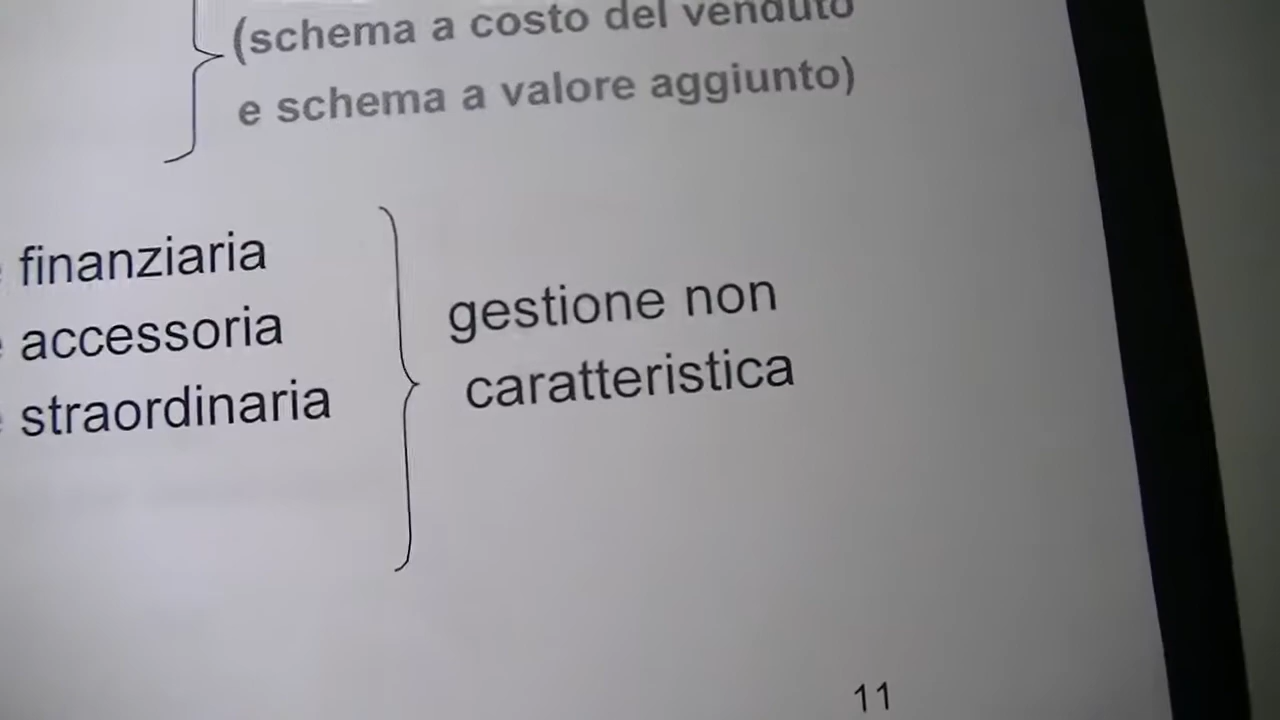 (schema a costo del venduto
e schema a valore aggiunto)
finanziaria
accessoria
straordinaria
gestione non
caratteristica
11